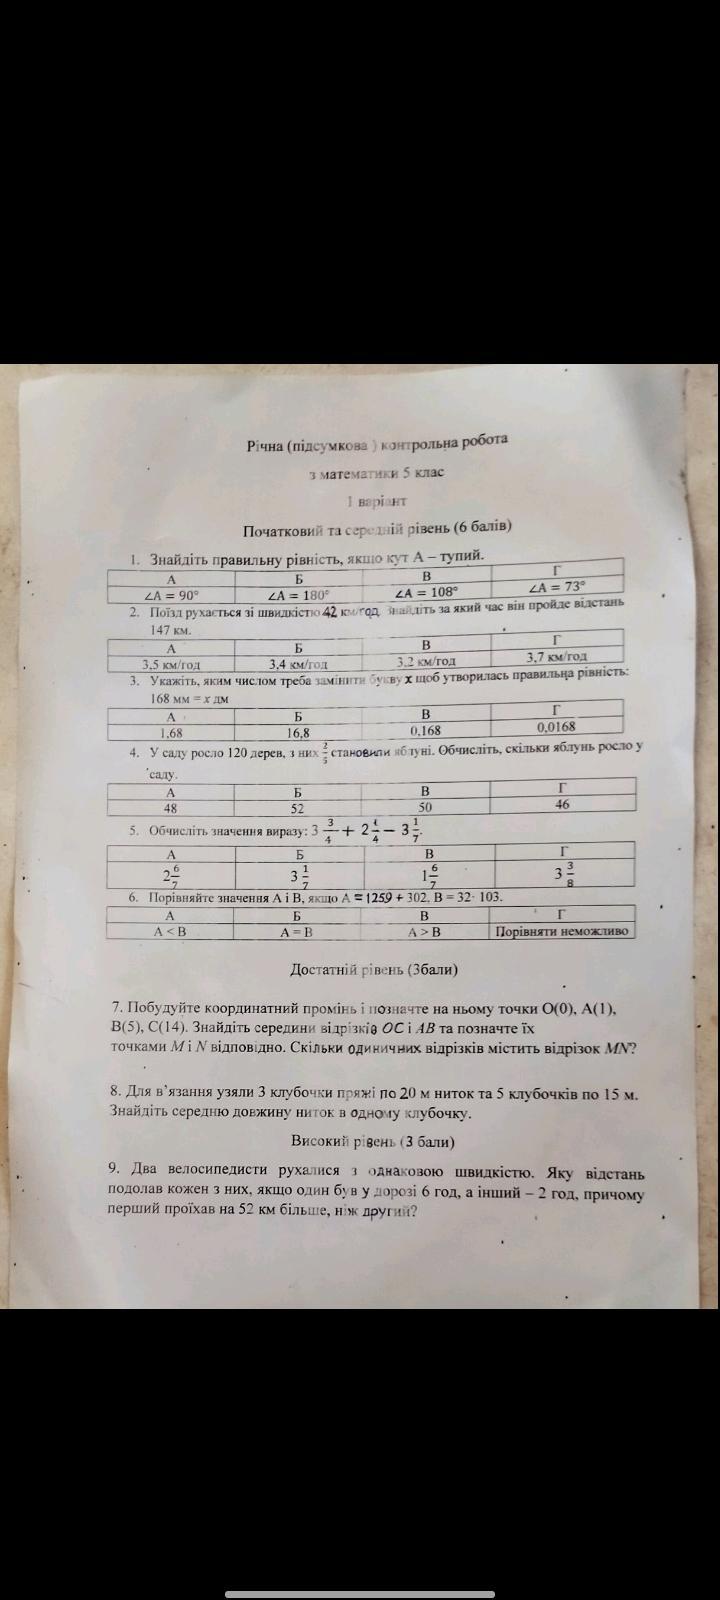 Річна (підсумкова ) контрольна робота
з математики 5 клас
1 варіант
Початковий та середній рівень (6 балів)
1. Знайдіть правильну рівність, якщо кут А – тупий.
А Б В Г
∠A = 90° ∠A = 180° ∠A = 108° ∠A = 73°
2. Поїзд рухається зі швидкістю 42 км/год. Знайдіть за який час він пройде відстань
147 км.
А Б В Г
3,5 км/год 3,4 км/год 3,2 км/год 3,7 км/год
3. Укажіть, яким числом треба замінити букву x щоб утворилась правильна рівність:
168 мм = x дм
А Б В Г
1,68 16,8 0,168 0,0168
4. У саду росло 120 дерев, з них 2/5 становили яблуні. Обчисліть, скільки яблунь росло у
саду.
А Б В Г
48 52 50 46
5. Обчисліть значення виразу: 3 3/4 + 2 1/4 − 3 1/7.
А Б В Г
2 6/7 3 1/7 1 6/7 3 3/8
6. Порівняйте значення А і В, якщо А = 1259 + 302, В = 32· 103.
А Б В Г
А < В А = В А > В Порівняти неможливо
Достатній рівень (3бали)
7. Побудуйте координатний промінь і позначте на ньому точки О(0), А(1),
В(5), С(14). Знайдіть середини відрізків ОС і АВ та позначте їх
точками M і N відповідно. Скільки одиничних відрізків містить відрізок MN?
8. Для в'язання узяли 3 клубочки пряжі по 20 м ниток та 5 клубочків по 15 м.
Знайдіть середню довжину ниток в одному клубочку.
Високий рівень (3 бали)
9. Два велосипедисти рухалися з однаковою швидкістю. Яку відстань
подолав кожен з них, якщо один був у дорозі 6 год, а інший – 2 год, причому
перший проїхав на 52 км більше, ніж другий?